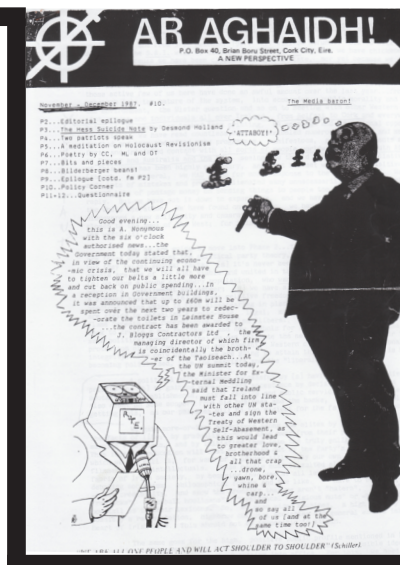 AR AGHAIDH!
P.O. Box 40, Brian Boru Street, Cork City, Eire.
A NEW PERSPECTIVE
November - December 1987. #10.
The Media baron!
P2...Editorial epilogue
P3...The Hess Suicide Note by Desmond Holland
P4...Two patriots speak
P5...A meditation on Holocaust Revisionism
P6...Poetry by CC, ML and DT
P7...Bits and pieces
P8...Bilderberger beans!
P9...Epilogue [cotd. fm P2]
P10..Policy Corner
P11+12...Questionnaire
'ATTABOY!'
£ £ £ &
£
Good evening...
this is A. Nonymous
with the six o'clock
authorised news...the
Government today stated that,
in view of the continuing econo-
-mic crisis, that we will all have
to tighten our belts a little more
and cut back on public spending...In
a reception in Government buildings,
it was announced that up to £60m will be
spent over the next two years to redec-
-orate the toilets in Leinster House
...the contract has been awarded to
J. Bloggs Contractors Ltd , the
managing director of which firm
is coincidentally the broth-
-er of the Taoiseach...At
the UN summit today,
the Minister for Ex-
-ternal Meddling
said that Ireland
must fall into line
with other UN sta-
-tes and sign the
Treaty of Western
Self-Abasement, as
this would lead
to greater love,
brotherhood &
all that crap
...drone,
yawn, bore,
whine &
carp...
and
so say all
of us [and at the
same time too!]
WE ARE ALL ONE PEOPLE AND WILL ACT SHOULDER TO SHOULDER" (Schiller)